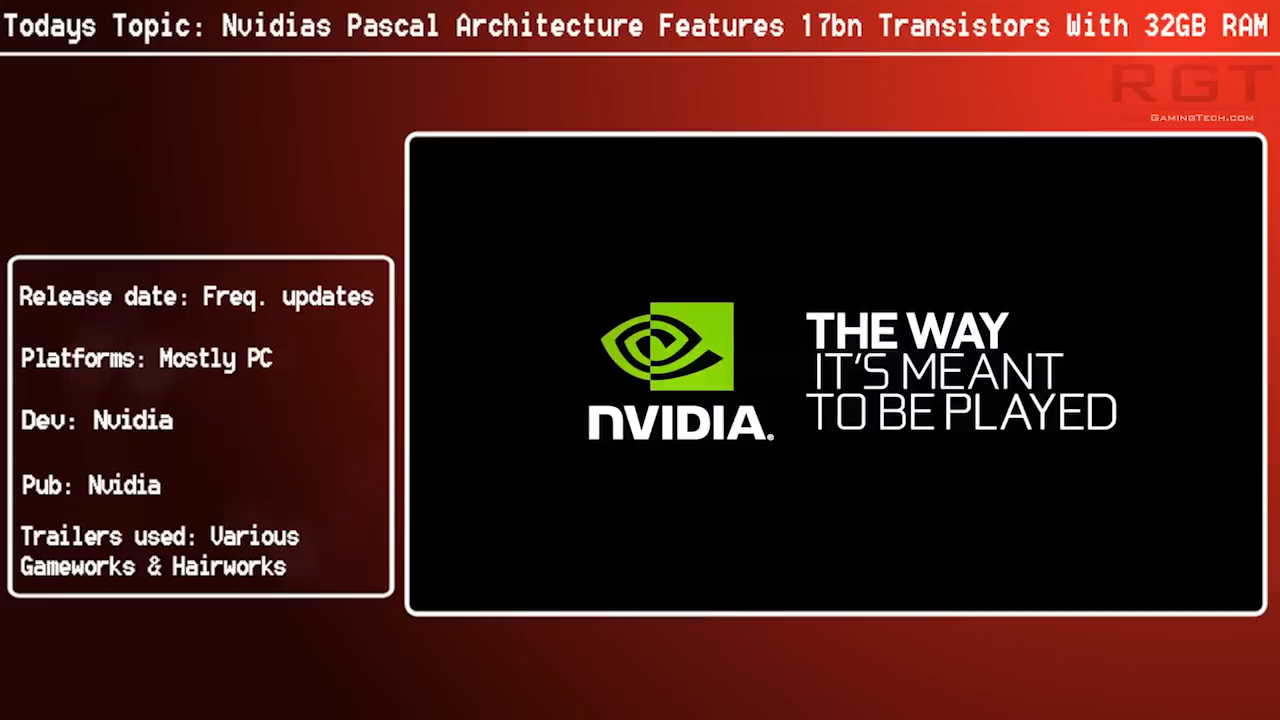 Todays Topic: Nvidias Pascal Architecture Features 17bn Transistors With 32GB RAM
RGT
GAMINGTECH.COM
Release date: Freq. updates
Platforms: Mostly PC
Dev: Nvidia
Pub: Nvidia
Trailers used: Various
Gameworks & Hairworks
NVIDIA.
THE WAY
IT'S MEANT
TO BE PLAYED